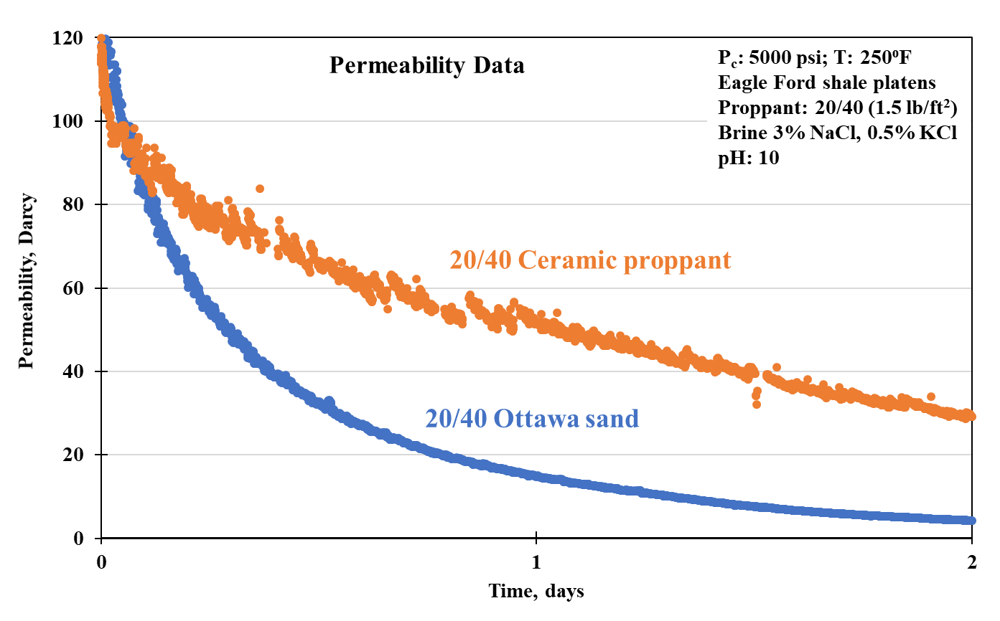 Permeability Data
P_c: 5000 psi; T: 250⁰F
Eagle Ford shale platens
Proppant: 20/40 (1.5 lb/ft²)
Brine 3% NaCl, 0.5% KCl
pH: 10
120
100
80
60
40
20
0
Permeability, Darcy
20/40 Ceramic proppant
20/40 Ottawa sand
0
1
2
Time, days